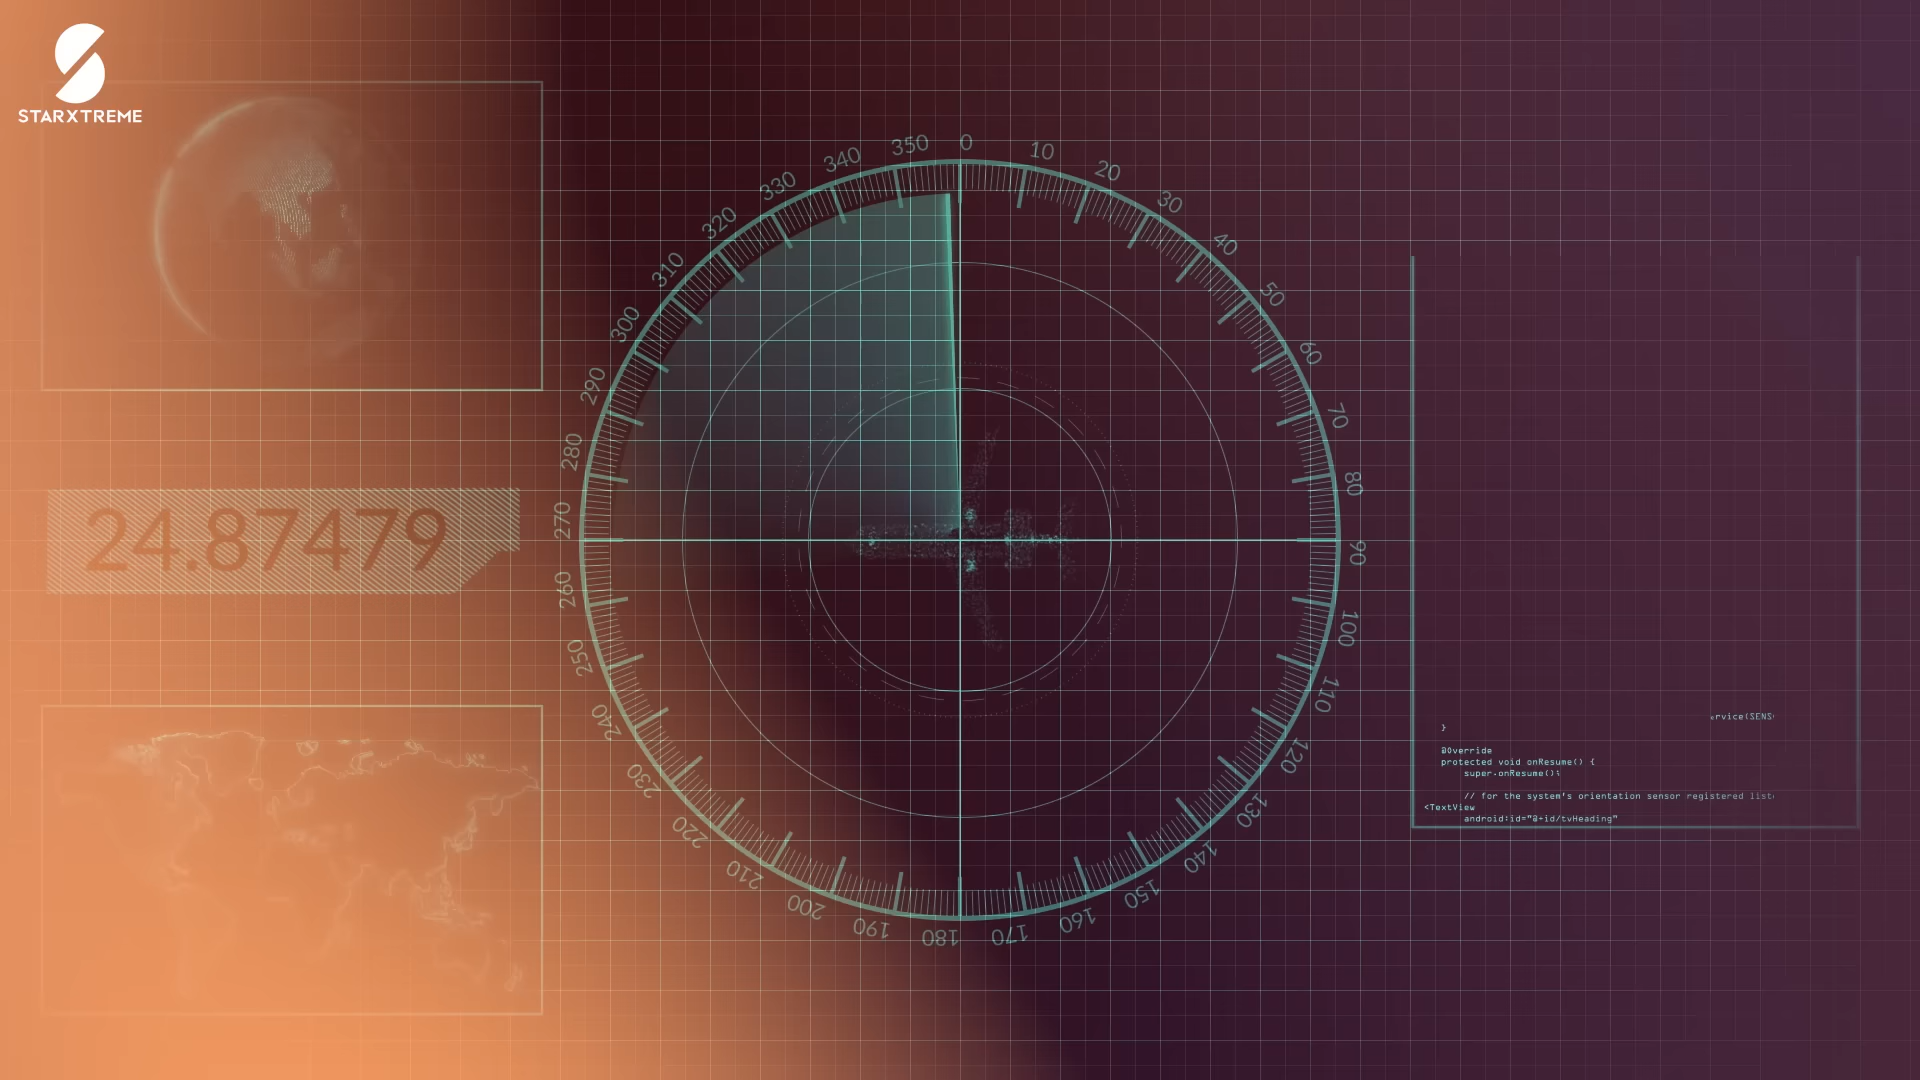 STARXTREME
350 0 10
340 20
330 30
320 40
310 50
300 60
290 70
280 80
270 90
24.87479
260 100
250 110
240 120
230 130
220 140
210 150
200 160
190 180 170
}
@Override
protected void onResume() {
super.onResume();
// for the system's orientation sensor registered
<TextView
android:id="@+id/tvHeading"